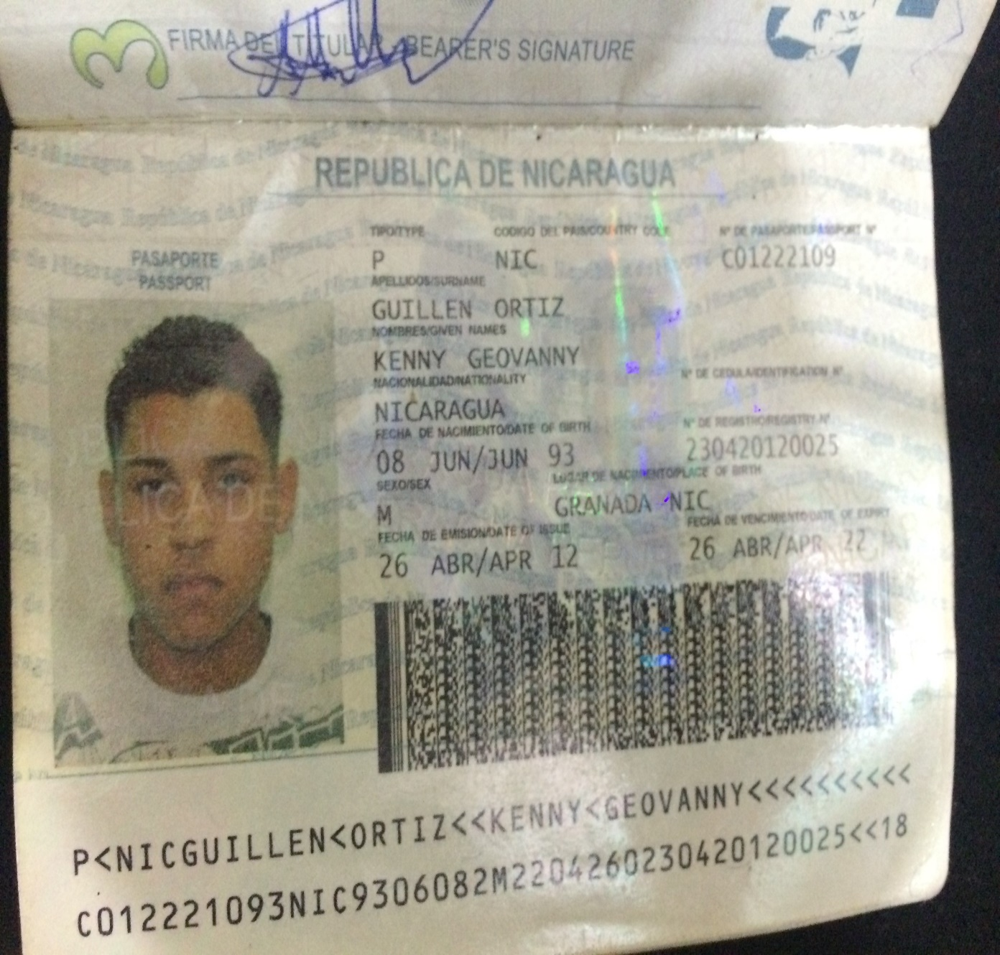 FIRMA DEL TITULAR BEARER'S SIGNATURE
REPUBLICA DE NICARAGUA
PASAPORTE
PASSPORT
TIPO/TYPE CODIGO DEL PAIS/COUNTRY CODE Nº DE PASAPORTE/PASSPORT Nº
P NIC C01222109
APELLIDOS/SURNAME
GUILLEN ORTIZ
NOMBRES/GIVEN NAMES
KENNY GEOVANNY
NACIONALIDAD/NATIONALITY Nº DE CEDULA/IDENTIFICATION Nº
NICARAGUA
FECHA DE NACIMIENTO/DATE OF BIRTH Nº DE REGISTRO/REGISTRY Nº
08 JUN/JUN 93 230420120025
SEXO/SEX LUGAR DE NACIMIENTO/PLACE OF BIRTH
M GRANADA NIC
FECHA DE EMISION/DATE OF ISSUE FECHA DE VENCIMIENTO/DATE OF EXPIRY
26 ABR/APR 12 26 ABR/APR 22
P<NICGUILLEN<ORTIZ<<KENNY<GEOVANNY<<<<<<<<<<
C012221093NIC9306082M2204260230420120025<<18